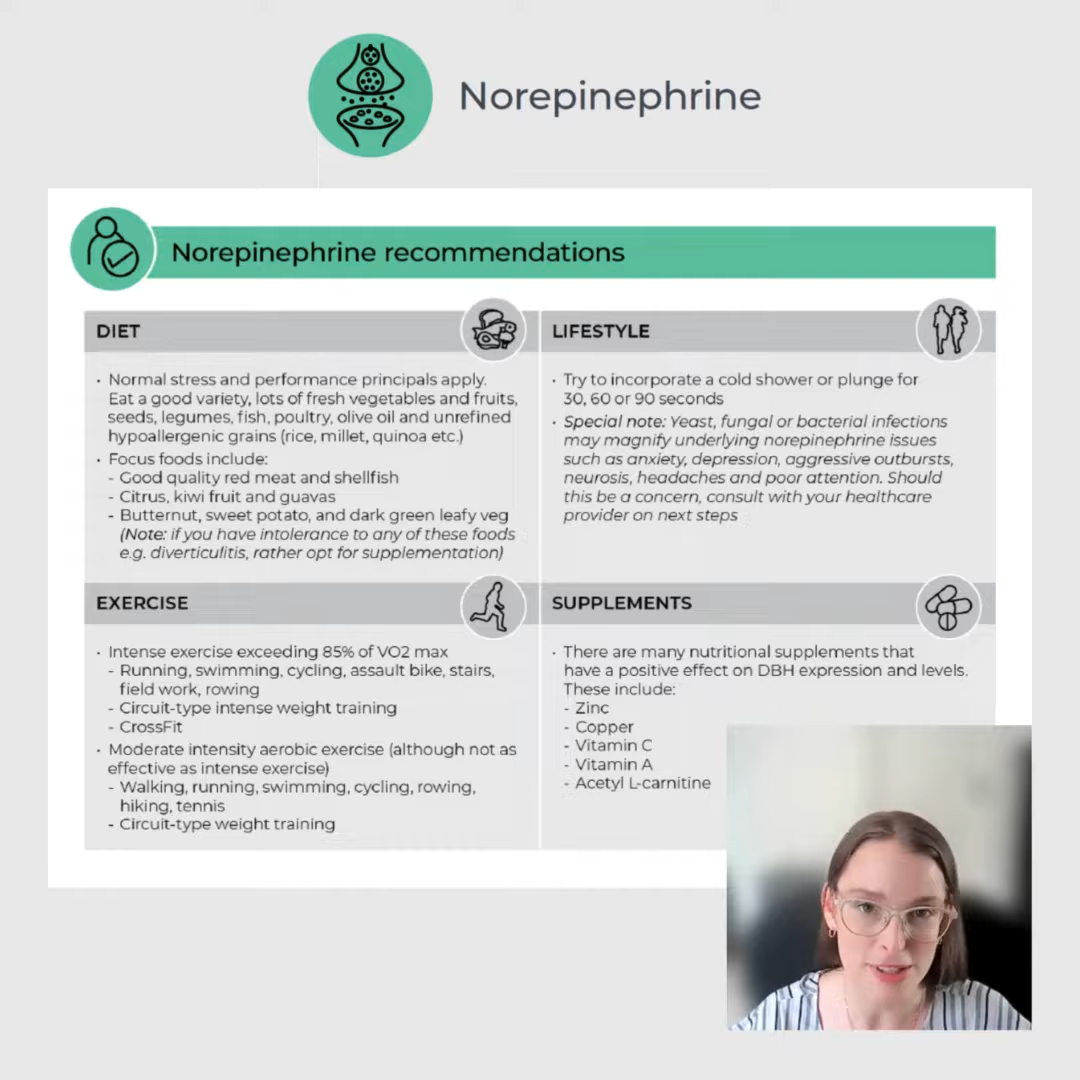 Norepinephrine
Norepinephrine recommendations
DIET
• Normal stress and performance principals apply.
Eat a good variety, lots of fresh vegetables and fruits,
seeds, legumes, fish, poultry, olive oil and unrefined
hypoallergenic grains (rice, millet, quinoa etc.)
• Focus foods include:
- Good quality red meat and shellfish
- Citrus, kiwi fruit and guavas
- Butternut, sweet potato, and dark green leafy veg
(Note: if you have intolerance to any of these foods
e.g. diverticulitis, rather opt for supplementation)
LIFESTYLE
• Try to incorporate a cold shower or plunge for
30, 60 or 90 seconds
• Special note: Yeast, fungal or bacterial infections
may magnify underlying norepinephrine issues
such as anxiety, depression, aggressive outbursts,
neurosis, headaches and poor attention. Should
this be a concern, consult with your healthcare
provider on next steps
EXERCISE
• Intense exercise exceeding 85% of VO2 max
- Running, swimming, cycling, assault bike, stairs,
field work, rowing
- Circuit-type intense weight training
- CrossFit
• Moderate intensity aerobic exercise (although not as
effective as intense exercise)
- Walking, running, swimming, cycling, rowing,
hiking, tennis
- Circuit-type weight training
SUPPLEMENTS
• There are many nutritional supplements that
have a positive effect on DBH expression and levels.
These include:
- Zinc
- Copper
- Vitamin C
- Vitamin A
- Acetyl L-carnitine